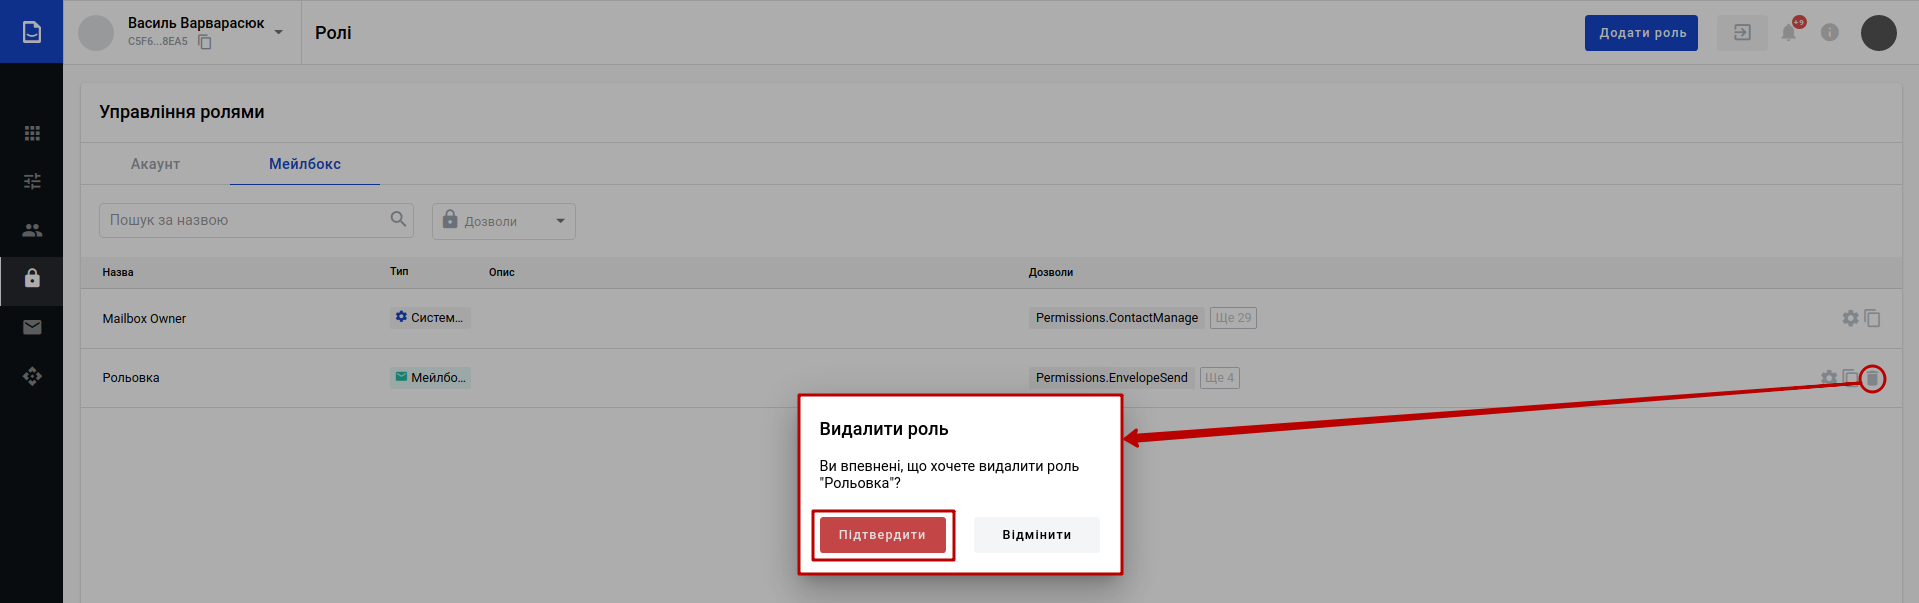 Василь Варварасюк
C5F6...8EA5
Ролі
Додати роль
+9
Управління ролями
Акаунт
Мейлбокс
Пошук за назвою
Дозволи
Назва
Тип
Опис
Дозволи
Mailbox Owner
Систем...
Permissions.ContactManage
Ще 29
Рольовка
Мейлбо...
Permissions.EnvelopeSend
Ще 4
Видалити роль
Ви впевнені, що хочете видалити роль
"Рольовка"?
Підтвердити
Відмінити